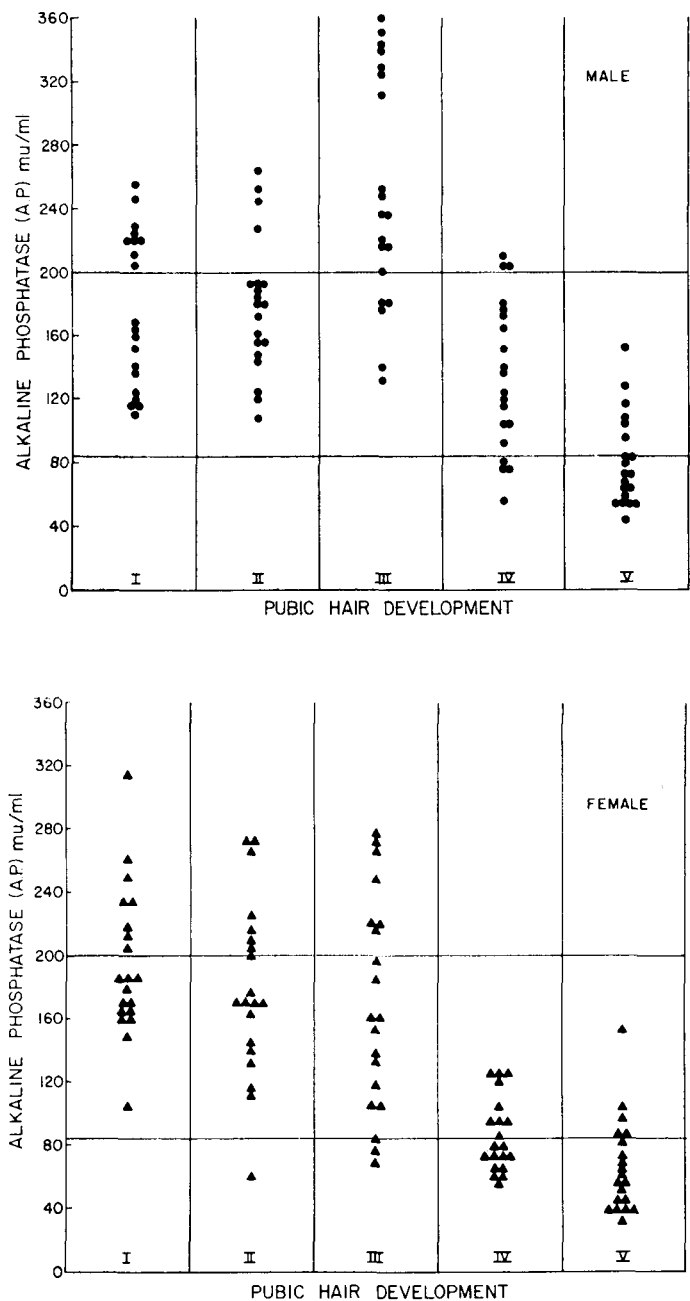 360
320
280
240
200
160
120
80
40
0
ALKALINE PHOSPHATASE (A.P.) mu/ml
MALE
I II III IV V
PUBIC HAIR DEVELOPMENT
360
320
280
240
200
160
120
80
40
0
ALKALINE PHOSPHATASE (A.P.) mu/ml
FEMALE
I II III IV V
PUBIC HAIR DEVELOPMENT